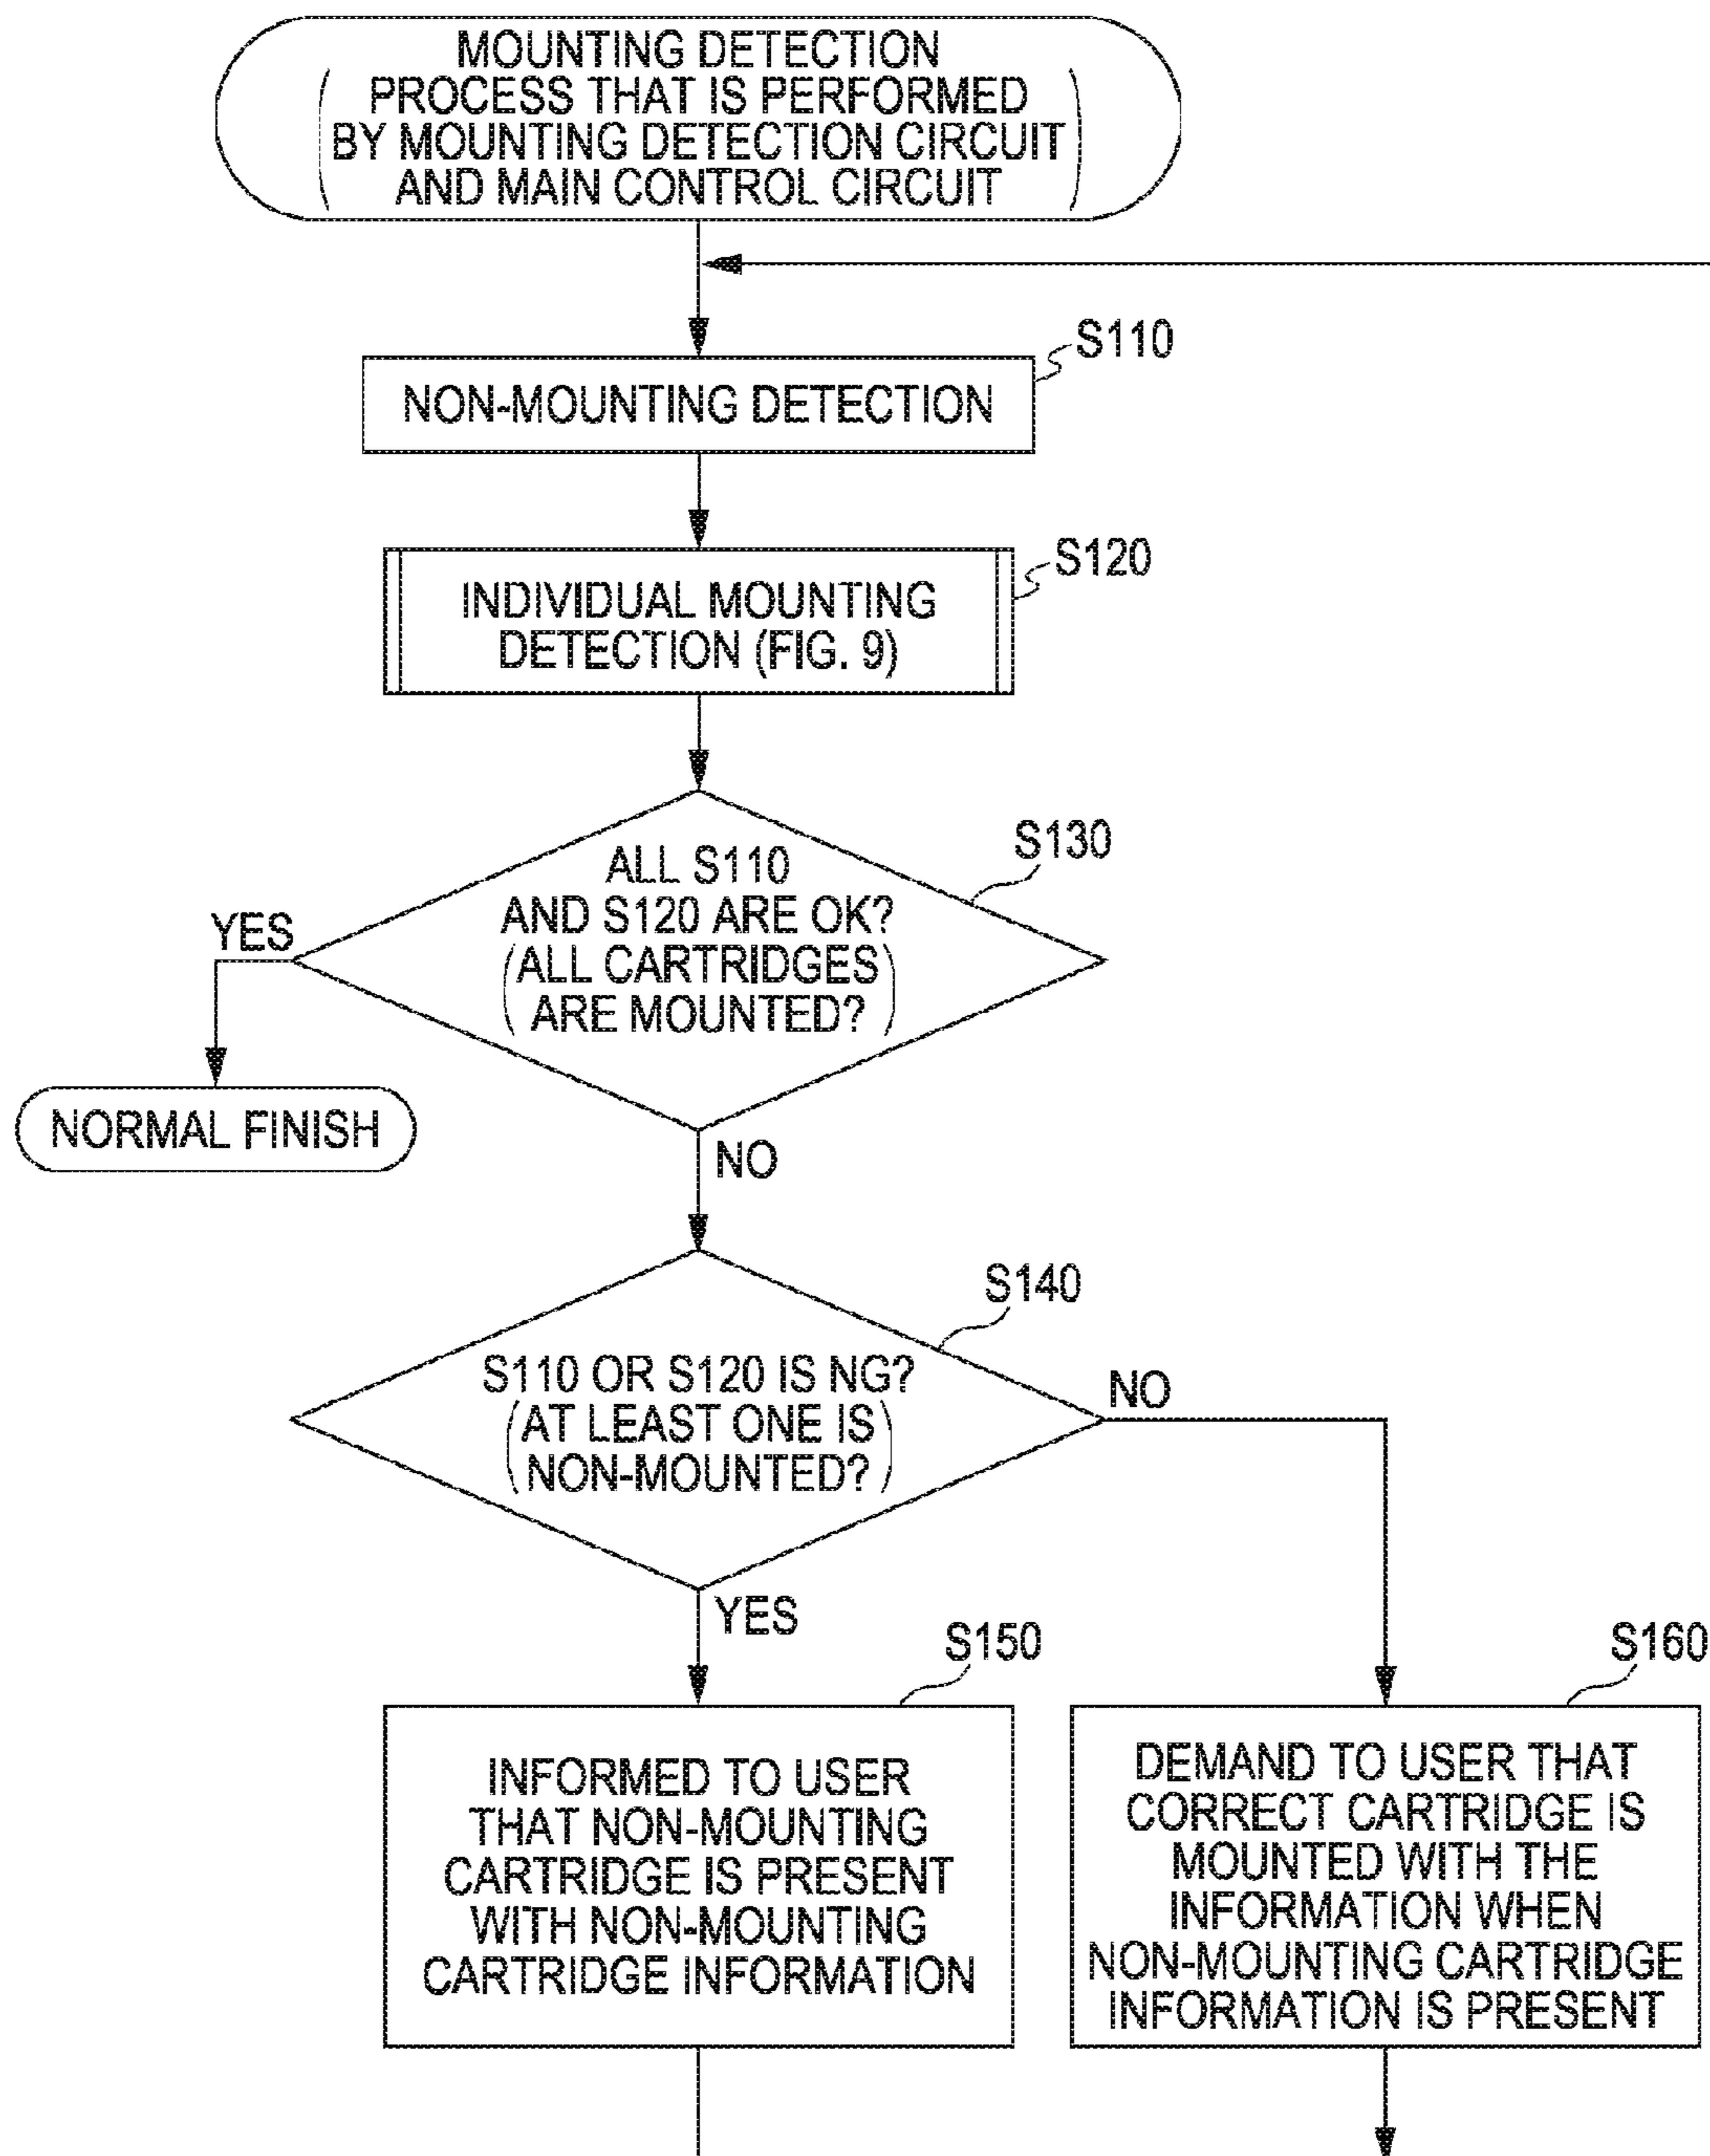 MOUNTING DETECTION
PROCESS THAT IS PERFORMED
BY MOUNTING DETECTION CIRCUIT
AND MAIN CONTROL CIRCUIT
S110
NON-MOUNTING DETECTION
S120
INDIVIDUAL MOUNTING
DETECTION (FIG. 9)
S130
ALL S110
AND S120 ARE OK?
(ALL CARTRIDGES
ARE MOUNTED?)
YES
NORMAL FINISH
NO
S140
S110 OR S120 IS NG?
(AT LEAST ONE IS
NON-MOUNTED?)
NO
YES
S150
INFORMED TO USER
THAT NON-MOUNTING
CARTRIDGE IS PRESENT
WITH NON-MOUNTING
CARTRIDGE INFORMATION
S160
DEMAND TO USER THAT
CORRECT CARTRIDGE IS
MOUNTED WITH THE
INFORMATION WHEN
NON-MOUNTING CARTRIDGE
INFORMATION IS PRESENT